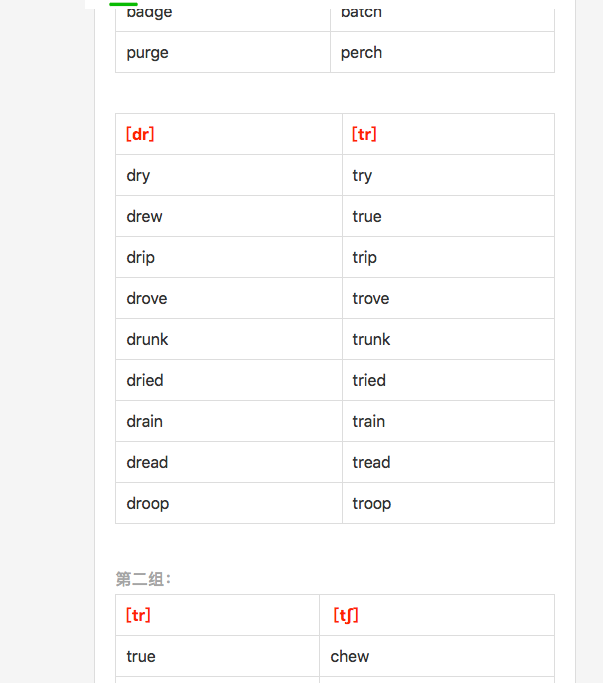 badge batch
purge perch
[dr] [tr]
dry try
drew true
drip trip
drove trove
drunk trunk
dried tried
drain train
dread tread
droop troop
第二组：
[tr] [tʃ]
true chew